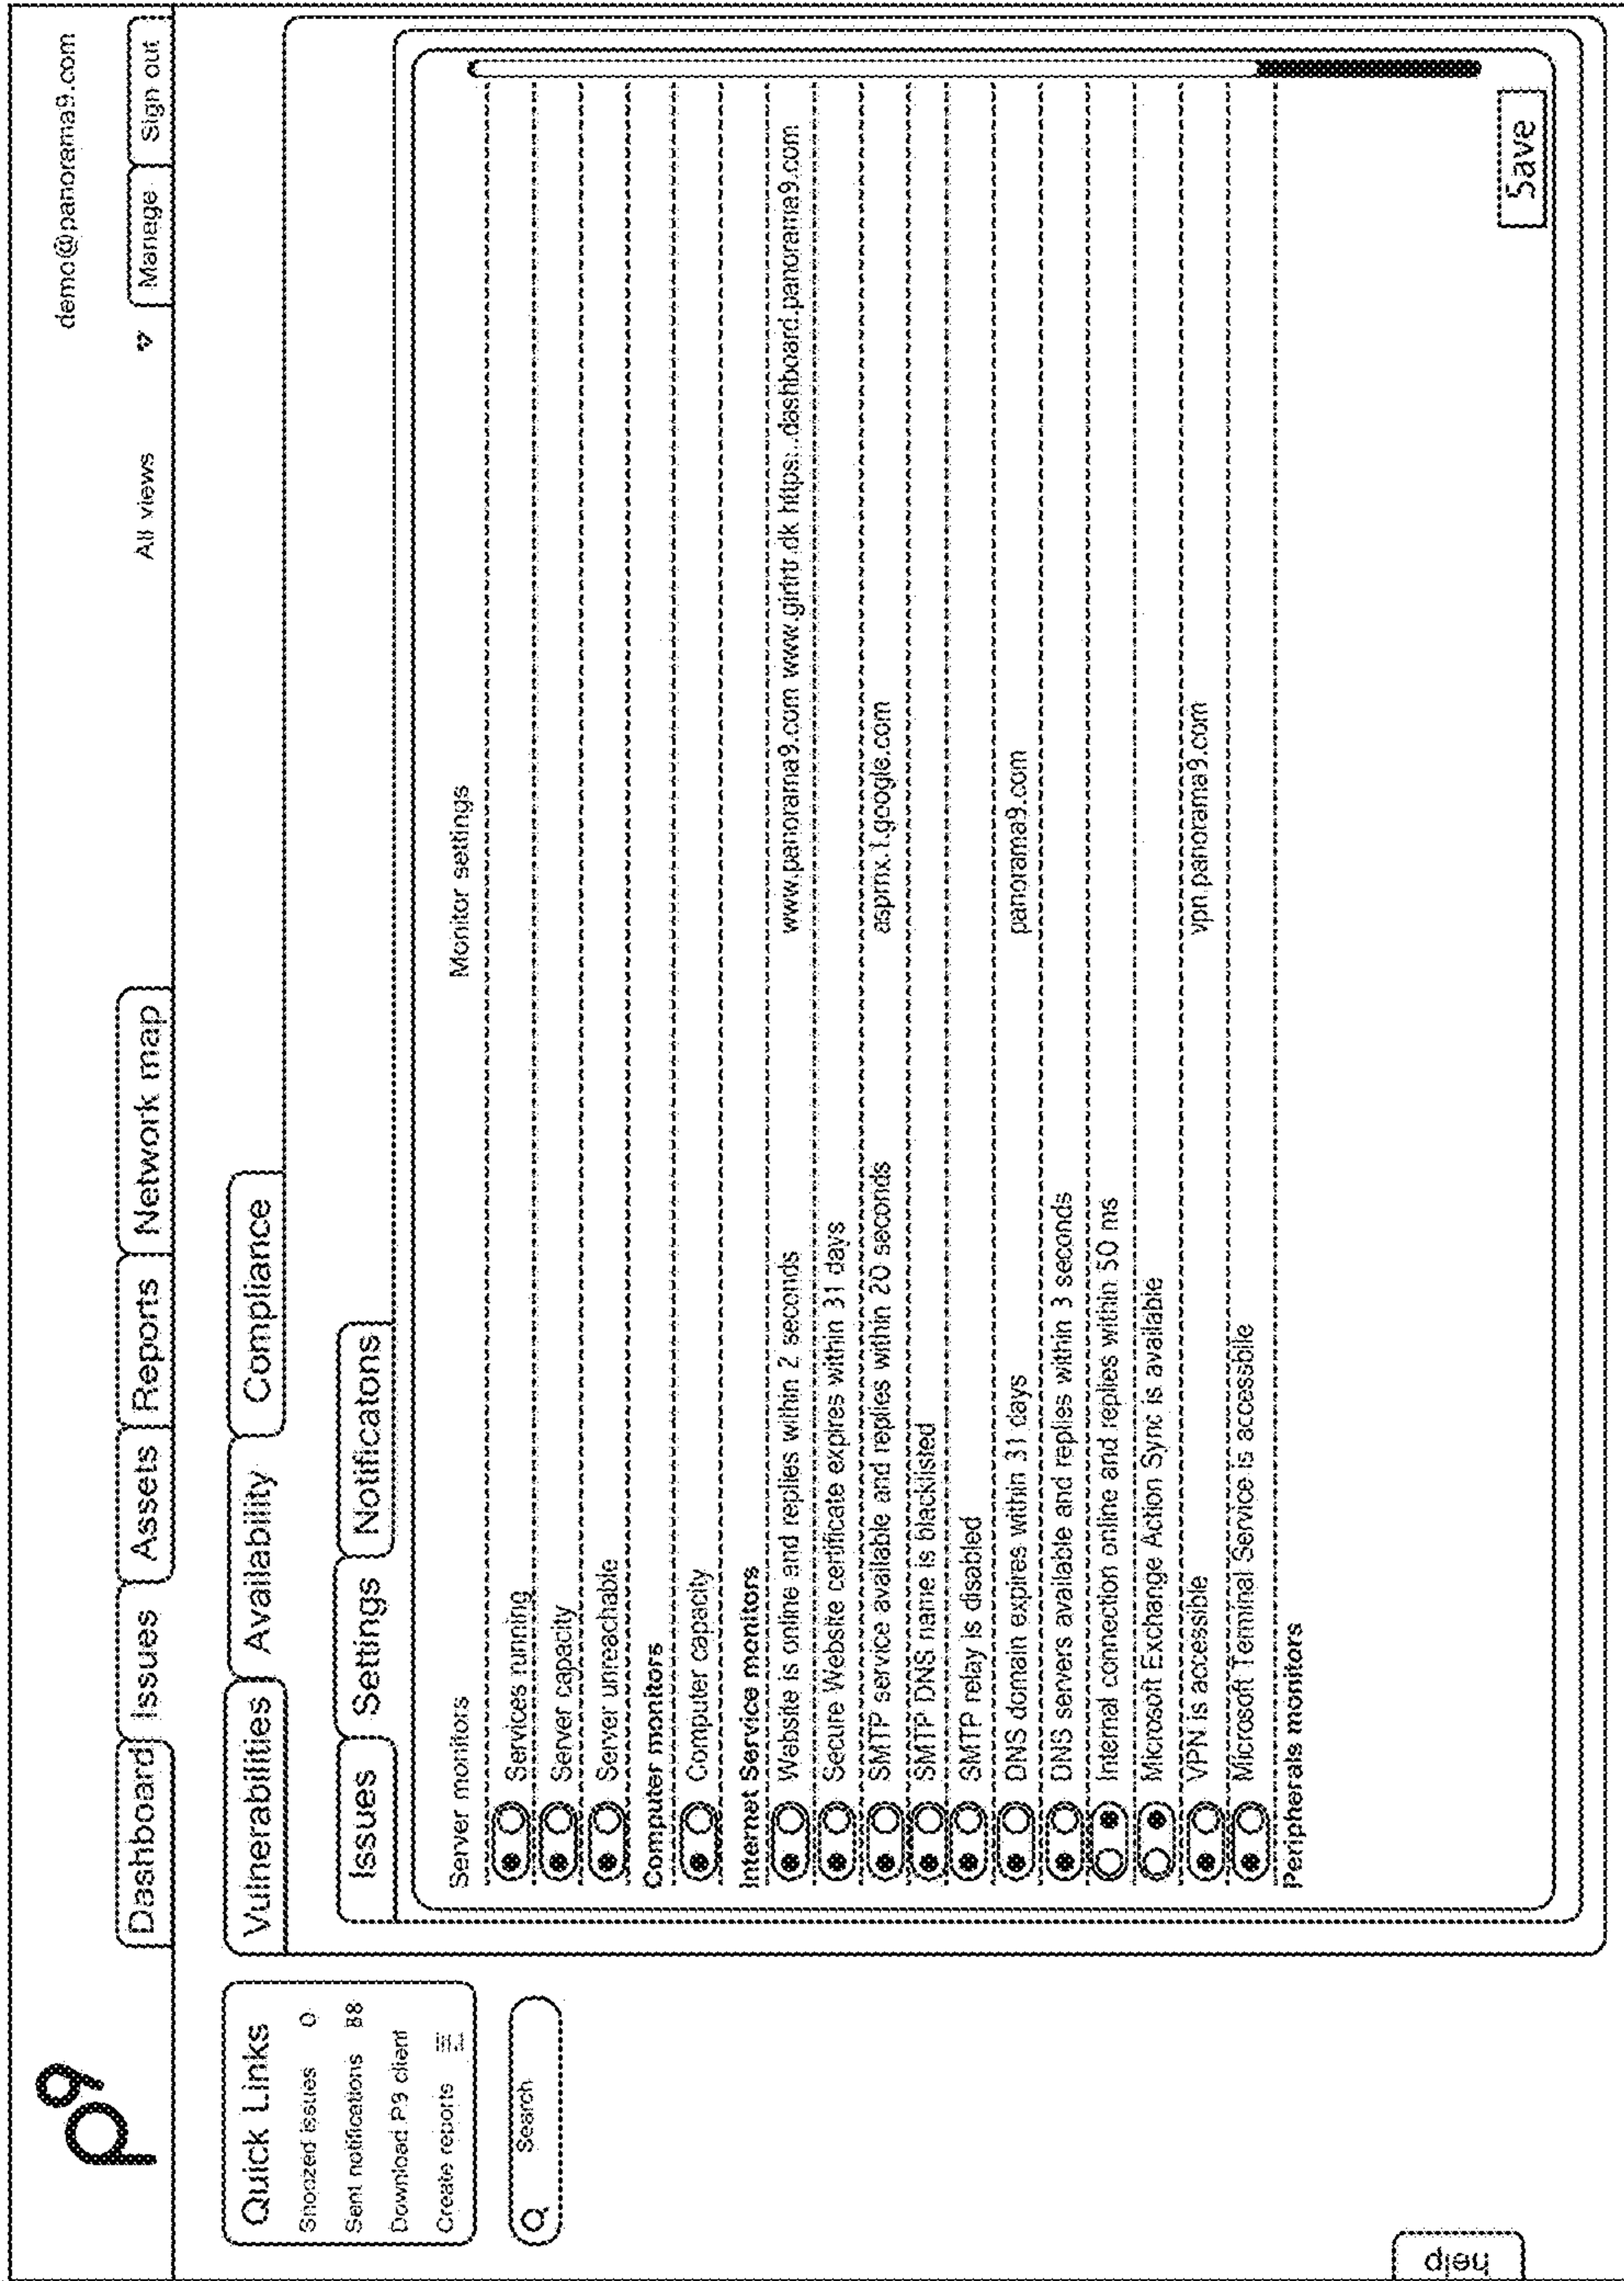 p9
demo@panorama9.com
Dashboard Issues Assets Reports Network map
All views Manage Sign out
Quick Links
Snoozed issues 0
Sent notifications 88
Download P9 client
Create reports
Search
help
Vulnerabilities Availability Compliance
Issues Settings Notificatons
Server monitors Monitor settings
Services running
Server capacity
Server unreachable
Computer monitors
Computer capacity
Internet Service monitors
Website is online and replies within 2 seconds www.panorama9.com www.girtrtr.dk https:..dashboard.panorama9.com
Secure Website certificate expires within 31 days
SMTP service available and replies within 20 seconds aspmx.1.google.com
SMTP DNS name is blacklisted
SMTP relay is disabled
DNS domain expires within 31 days panorama9.com
DNS servers available and replies within 3 seconds
Internal connection online and replies within 50 ms
Microsoft Exchange Action Sync is available
VPN is accessible vpn.panorama9.com
Microsoft Terminal Service is accessbile
Peripherals monitors
Save